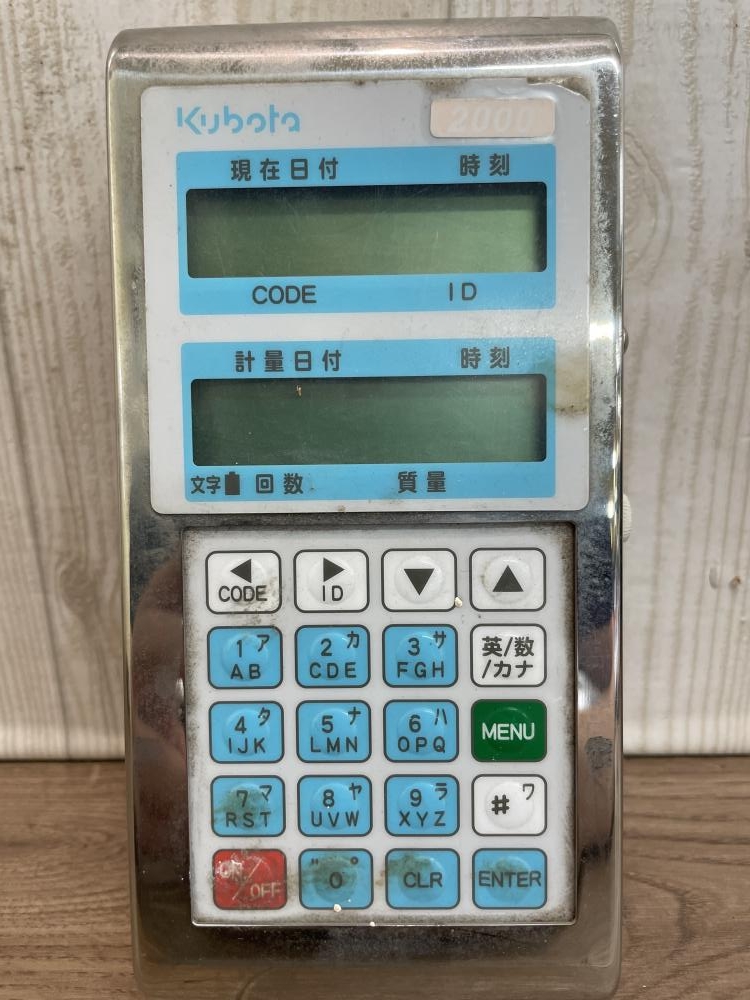 Kubota 2000
現在日付 時刻
CODE ID
計量日付 時刻
文字 回数 質量
◀ ▶ ▼ ▲
CODE ID
1 ア 2 カ 3 サ 英/数
AB CDE FGH /カナ
4 タ 5 ナ 6 ハ MENU
IJK LMN OPQ
7 マ 8 ヤ 9 ラ # ワ
RST UVW XYZ
ON/OFF " 0 ° CLR ENTER